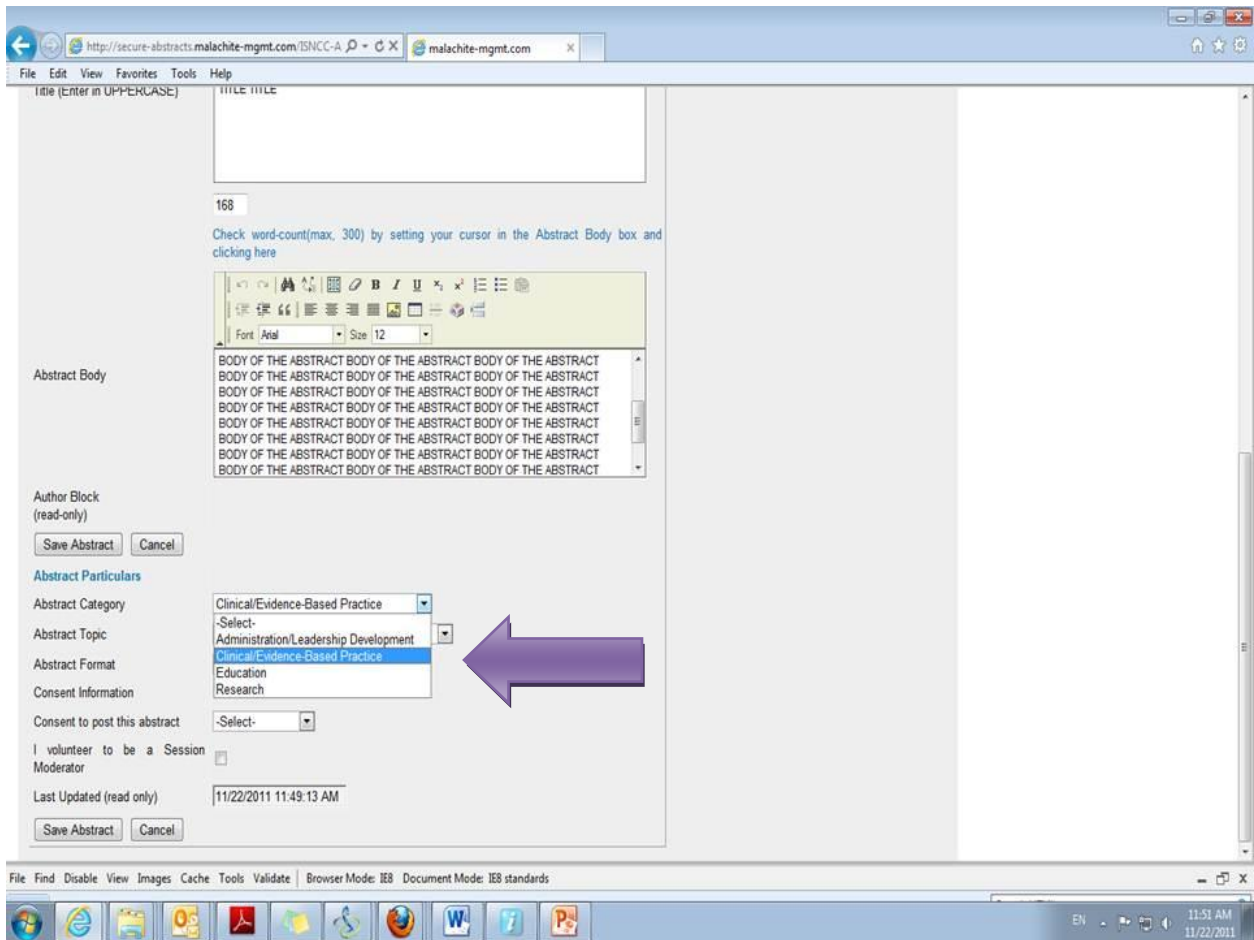 http://secure-abstracts.malachite-mgmt.com/ISNCC-A
malachite-mgmt.com
File Edit View Favorites Tools Help
Title (Enter in UPPERCASE)
TITLE TITLE
168
Check word-count(max, 300) by setting your cursor in the Abstract Body box and
clicking here
B I U
Font Arial Size 12
Abstract Body
BODY OF THE ABSTRACT BODY OF THE ABSTRACT BODY OF THE ABSTRACT
BODY OF THE ABSTRACT BODY OF THE ABSTRACT BODY OF THE ABSTRACT
BODY OF THE ABSTRACT BODY OF THE ABSTRACT BODY OF THE ABSTRACT
BODY OF THE ABSTRACT BODY OF THE ABSTRACT BODY OF THE ABSTRACT
BODY OF THE ABSTRACT BODY OF THE ABSTRACT BODY OF THE ABSTRACT
BODY OF THE ABSTRACT BODY OF THE ABSTRACT BODY OF THE ABSTRACT
BODY OF THE ABSTRACT BODY OF THE ABSTRACT BODY OF THE ABSTRACT
BODY OF THE ABSTRACT BODY OF THE ABSTRACT BODY OF THE ABSTRACT
Author Block
(read-only)
Save Abstract Cancel
Abstract Particulars
Abstract Category Clinical/Evidence-Based Practice
-Select-
Abstract Topic
Administration/Leadership Development
Clinical/Evidence-Based Practice
Abstract Format
Education
Consent Information
Research
Consent to post this abstract -Select-
I volunteer to be a Session
Moderator
Last Updated (read only) 11/22/2011 11:49:13 AM
Save Abstract Cancel
File Find Disable View Images Cache Tools Validate Browser Mode: IE8 Document Mode: IE8 standards
EN
11:51 AM
11/22/2011